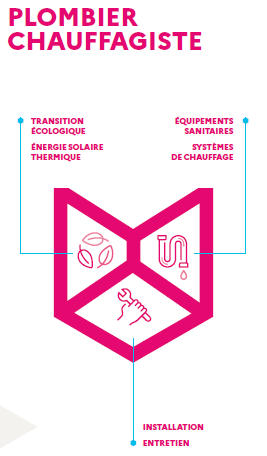 PLOMBIER
CHAUFFAGISTE
TRANSITION
ÉCOLOGIQUE
ÉNERGIE SOLAIRE
THERMIQUE
ÉQUIPEMENTS
SANITAIRES
SYSTÈMES
DE CHAUFFAGE
INSTALLATION
ENTRETIEN